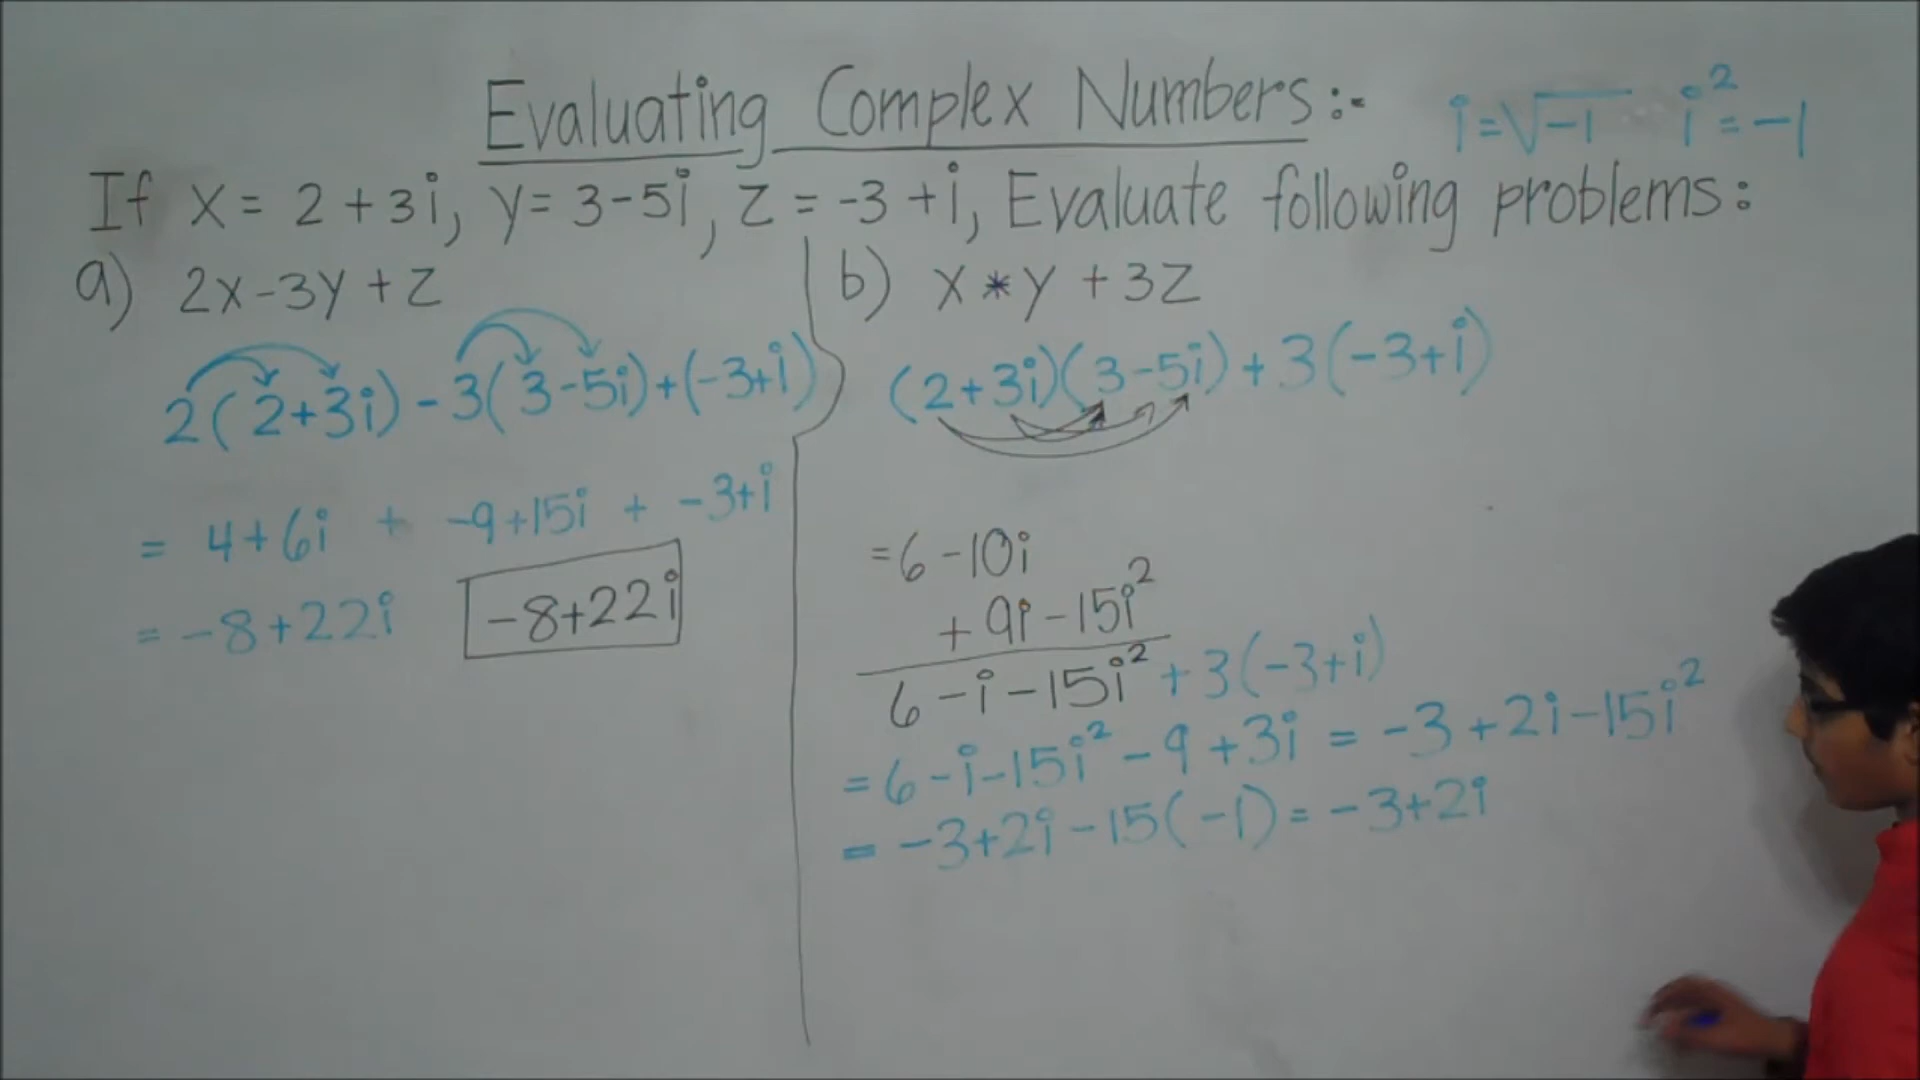 Evaluating Complex Numbers:-
i=√-1 i²=-1
If x = 2+3i, y= 3-5i, z = -3+i, Evaluate following problems:
a) 2x-3y+z
2(2+3i)-3(3-5i)+(-3+i)
= 4+6i + -9+15i + -3+i
= -8+22i -8+22i
b) x*y +3z
(2+3i)(3-5i)+3(-3+i)
=6-10i
+9i-15i²
6-i-15i²+3(-3+i)
=6-i-15i²-9+3i = -3+2i-15i²
= -3+2i-15(-1)= -3+2i